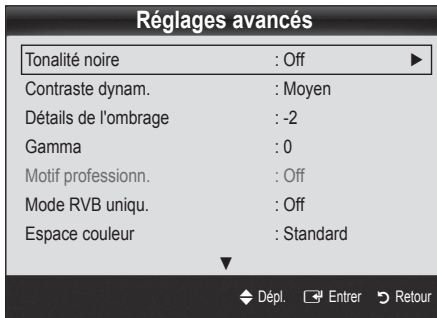 Réglages avancés
Tonalité noire : Off ►
Contraste dynam. : Moyen
Détails de l'ombrage : -2
Gamma : 0
Motif professionn. : Off
Mode RVB uniqu. : Off
Espace couleur : Standard
▼
Dépl. Entrer Retour